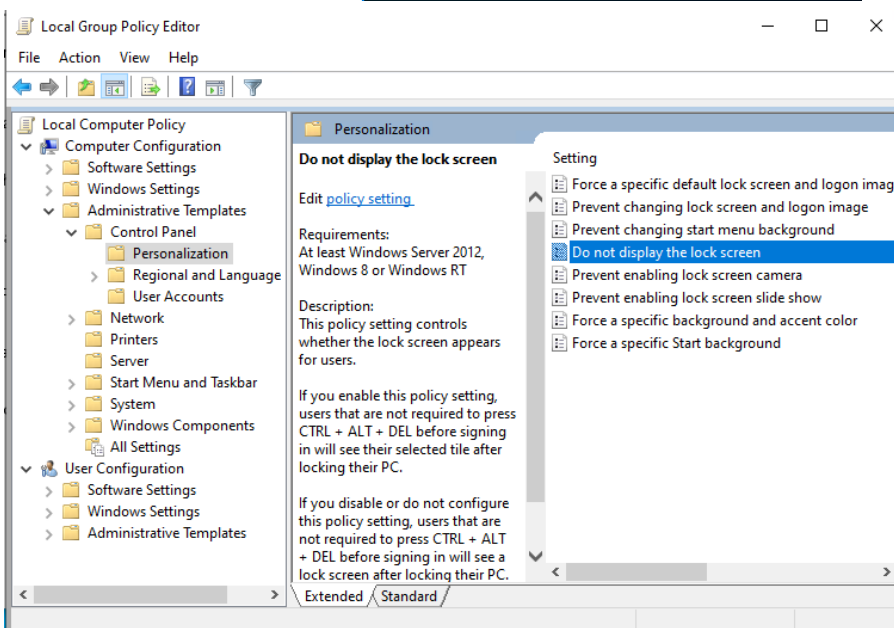 Local Group Policy Editor
File Action View Help
Local Computer Policy
Computer Configuration
Software Settings
Windows Settings
Administrative Templates
Control Panel
Personalization
Regional and Language
User Accounts
Network
Printers
Server
Start Menu and Taskbar
System
Windows Components
All Settings
User Configuration
Software Settings
Windows Settings
Administrative Templates
Personalization
Do not display the lock screen
Edit policy setting
Requirements:
At least Windows Server 2012,
Windows 8 or Windows RT
Description:
This policy setting controls
whether the lock screen appears
for users.
If you enable this policy setting,
users that are not required to press
CTRL + ALT + DEL before signing
in will see their selected tile after
locking their PC.
If you disable or do not configure
this policy setting, users that are
not required to press CTRL + ALT
+ DEL before signing in will see a
lock screen after locking their PC.
Setting
Force a specific default lock screen and logon imag
Prevent changing lock screen and logon image
Prevent changing start menu background
Do not display the lock screen
Prevent enabling lock screen camera
Prevent enabling lock screen slide show
Force a specific background and accent color
Force a specific Start background
Extended Standard